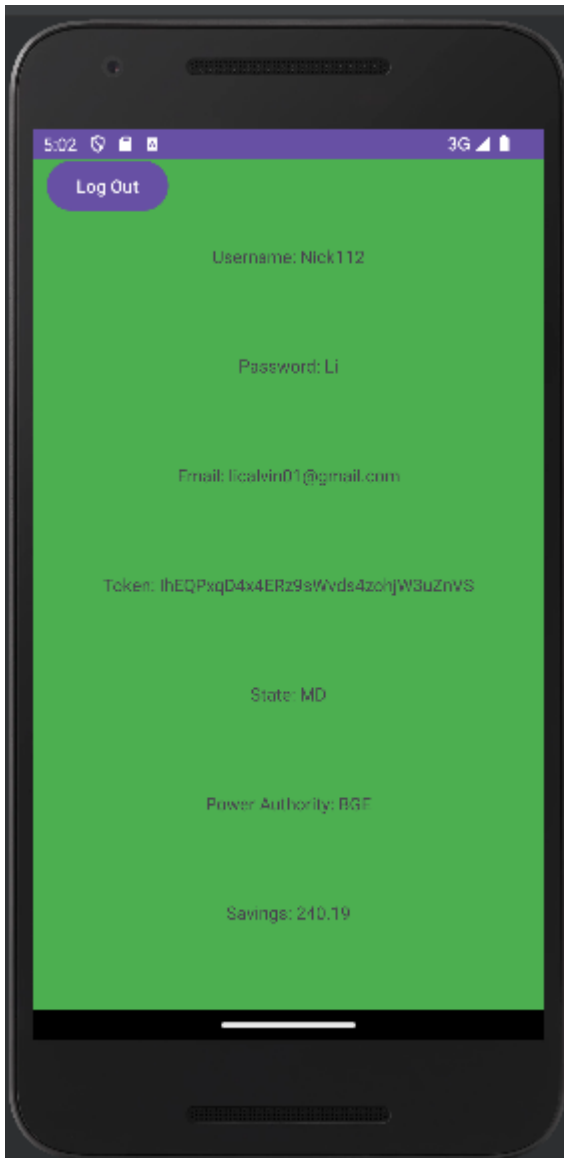 5:02
3G
Log Out
Username: Nick112
Password: Li
Email: licalvin01@gmail.com
Token: IhEQPxqD4x4ERz9sWvds4zohjW3uZnVS
State: MD
Power Authority: BGE
Savings: 240.19